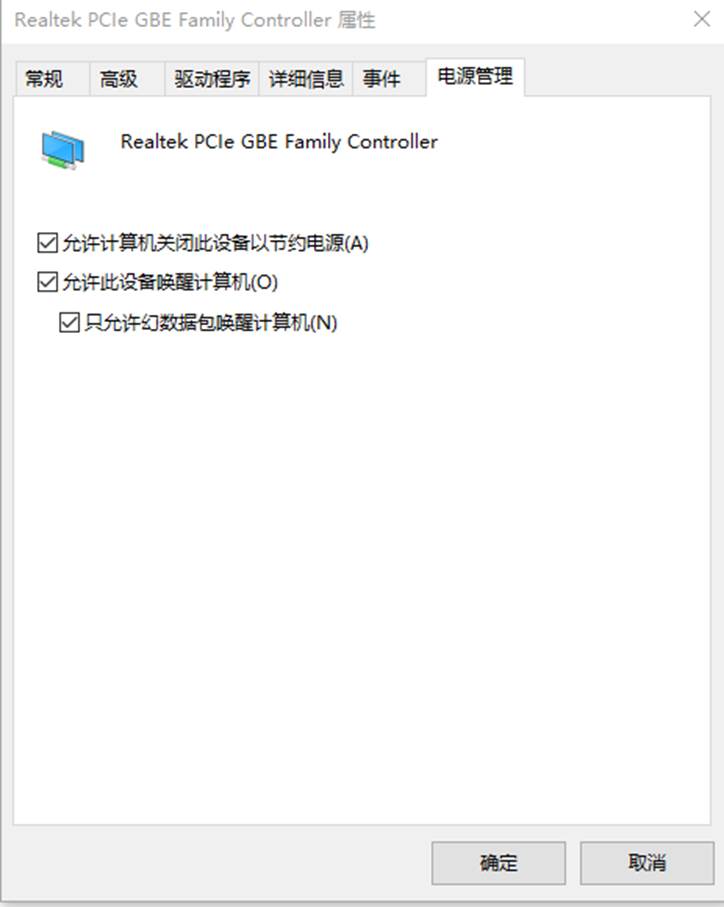 Realtek PCIe GBE Family Controller 属性
常规 高级 驱动程序 详细信息 事件 电源管理
Realtek PCIe GBE Family Controller
允许计算机关闭此设备以节约电源(A)
允许此设备唤醒计算机(O)
只允许幻数据包唤醒计算机(N)
确定 取消